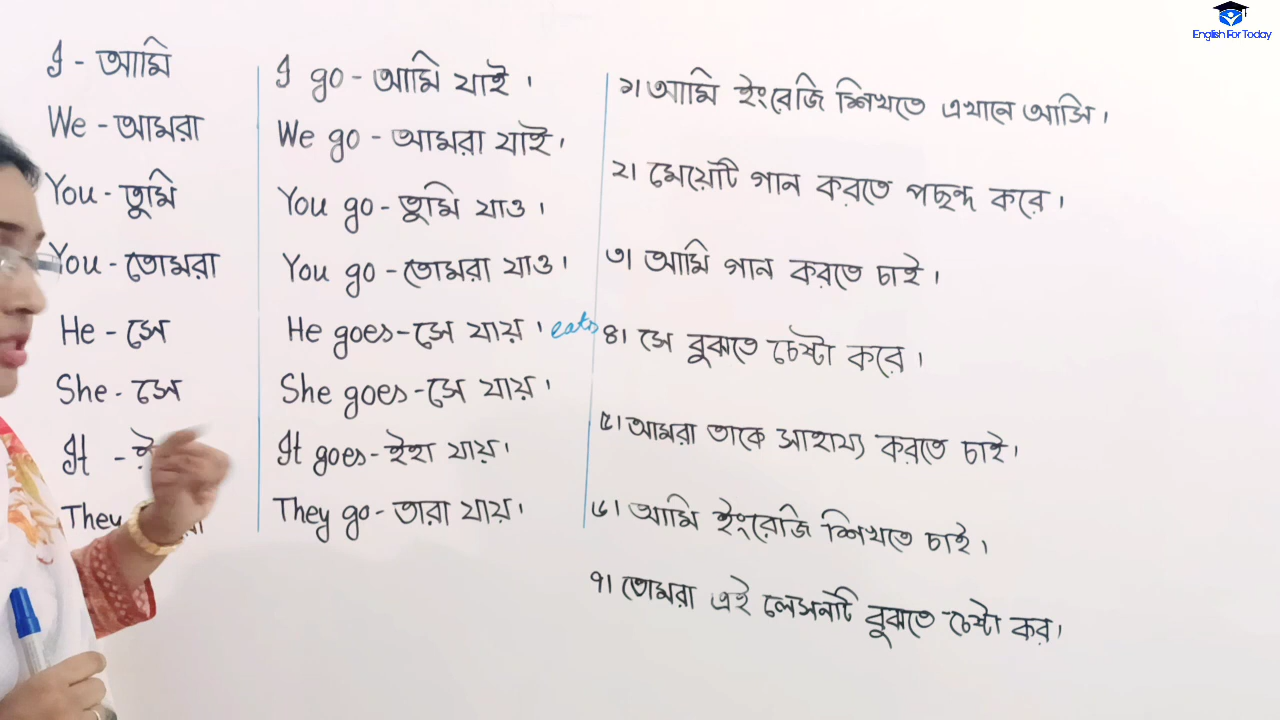 English For Today
I - আমি
We - আমরা
You - তুমি
You - তোমরা
He - সে
She - সে
It -
They
I go - আমি যাই ।
We go - আমরা যাই ।
You go - তুমি যাও ।
You go - তোমরা যাও ।
He goes - সে যায় । eats
She goes - সে যায় ।
It goes - ইহা যায় ।
They go - তারা যায় ।
১। আমি ইংরেজি শিখতে এখানে আসি ।
২। মেয়েটি গান করতে পছন্দ করে ।
৩। আমি গান করতে চাই ।
৪। সে বুঝতে চেষ্টা করে ।
৫। আমরা তাকে সাহায্য করতে চাই ।
৬। আমি ইংরেজি শিখতে চাই ।
৭। তোমরা এই লেসনটি বুঝতে চেষ্টা কর ।